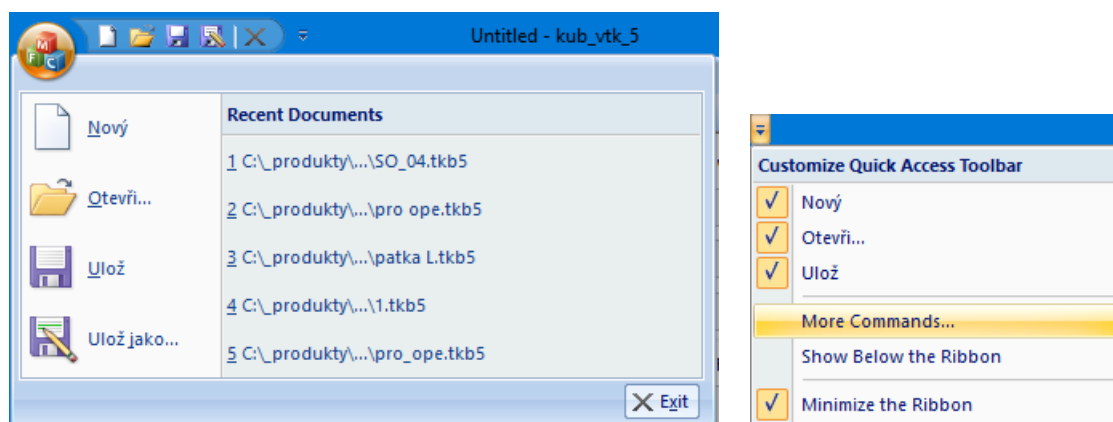 Untitled - kub_vtk_5
M
F C
Nový
Otevři...
Ulož
Ulož jako...
Recent Documents
1 C:\_produkty\...\SO_04.tkb5
2 C:\_produkty\...\pro ope.tkb5
3 C:\_produkty\...\patka L.tkb5
4 C:\_produkty\...\1.tkb5
5 C:\_produkty\...\pro_ope.tkb5
Exit
Customize Quick Access Toolbar
Nový
Otevři...
Ulož
More Commands...
Show Below the Ribbon
Minimize the Ribbon